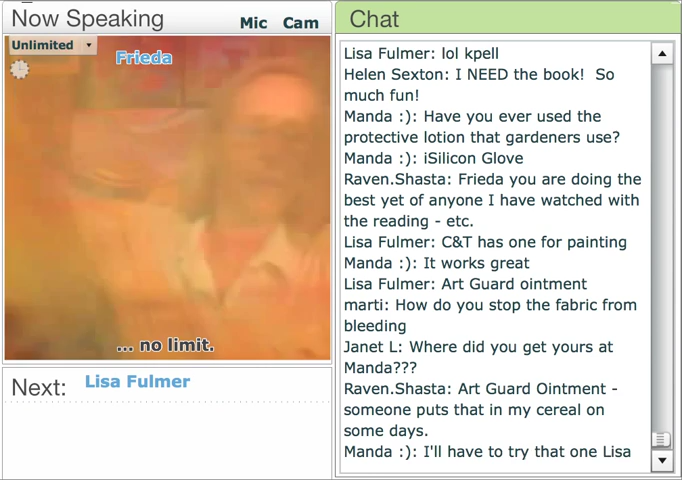 Now Speaking
Mic Cam
Unlimited
Frieda
... no limit.
Next: Lisa Fulmer
Chat
Lisa Fulmer: lol kpell
Helen Sexton: I NEED the book!  So
much fun!
Manda :): Have you ever used the
protective lotion that gardeners use?
Manda :): iSilicon Glove
Raven.Shasta: Frieda you are doing the
best yet of anyone I have watched with
the reading - etc.
Lisa Fulmer: C&T has one for painting
Manda :): It works great
Lisa Fulmer: Art Guard ointment
marti: How do you stop the fabric from
bleeding
Janet L: Where did you get yours at
Manda???
Raven.Shasta: Art Guard Ointment -
someone puts that in my cereal on
some days.
Manda :): I'll have to try that one Lisa